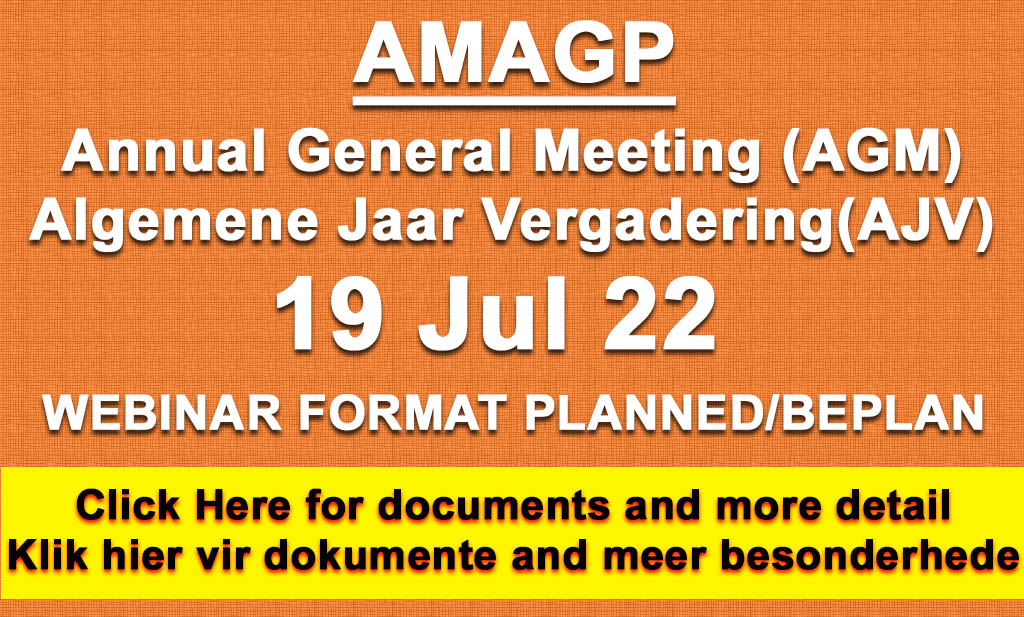 AMAGP
Annual General Meeting (AGM)
Algemene Jaar Vergadering(AJV)
19 Jul 22
WEBINAR FORMAT PLANNED/BEPLAN
Click Here for documents and more detail
Klik hier vir dokumente and meer besonderhede